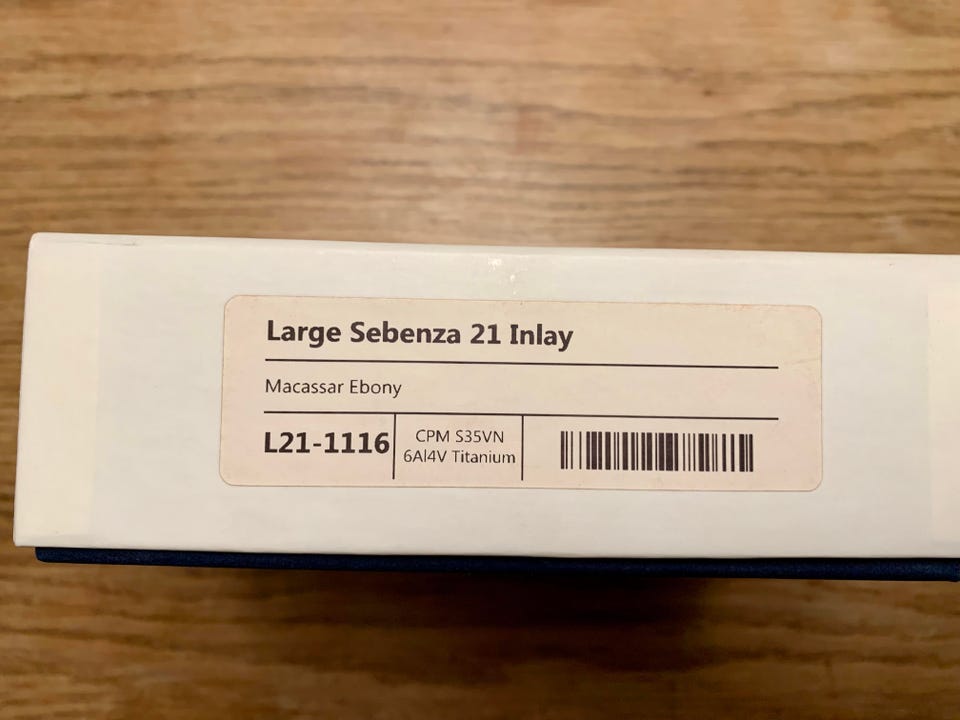 Large Sebenza 21 Inlay
Macassar Ebony
L21-1116
CPM S35VN
6Al4V Titanium